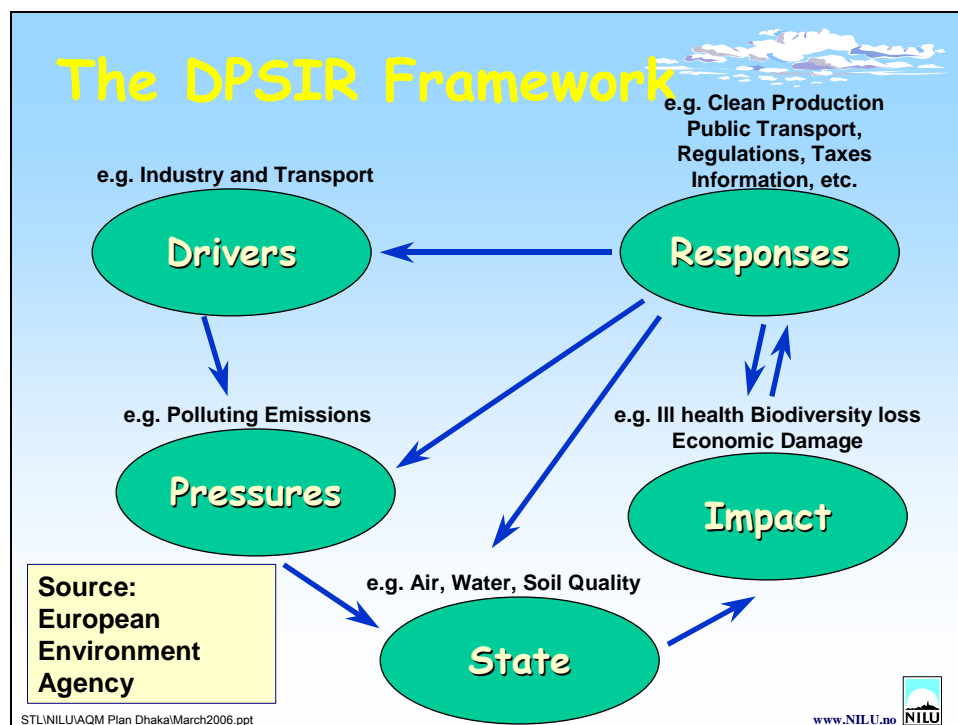 The DPSIR Framework
e.g. Clean Production
Public Transport,
Regulations, Taxes
Information, etc.
e.g. Industry and Transport
Drivers
Responses
e.g. Polluting Emissions
e.g. Ill health Biodiversity loss
Economic Damage
Pressures
Impact
e.g. Air, Water, Soil Quality
Source:
European
Environment
Agency
State
STL\NILU\AQM Plan Dhaka\March2006.ppt
www.NILU.no
NILU